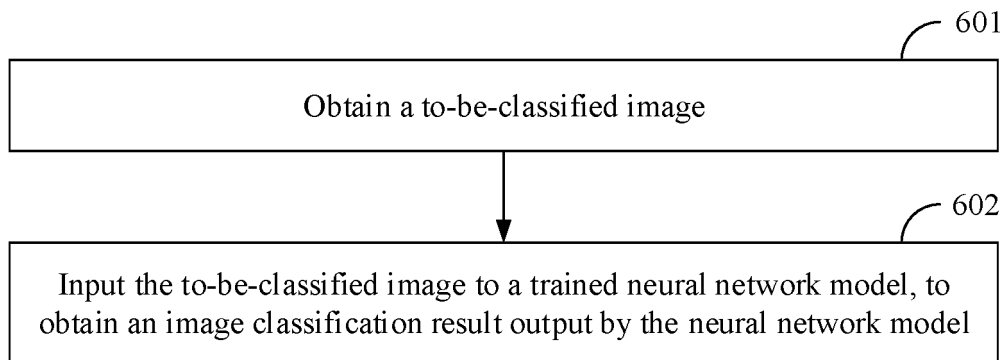 601
Obtain a to-be-classified image
602
Input the to-be-classified image to a trained neural network model, to
obtain an image classification result output by the neural network model